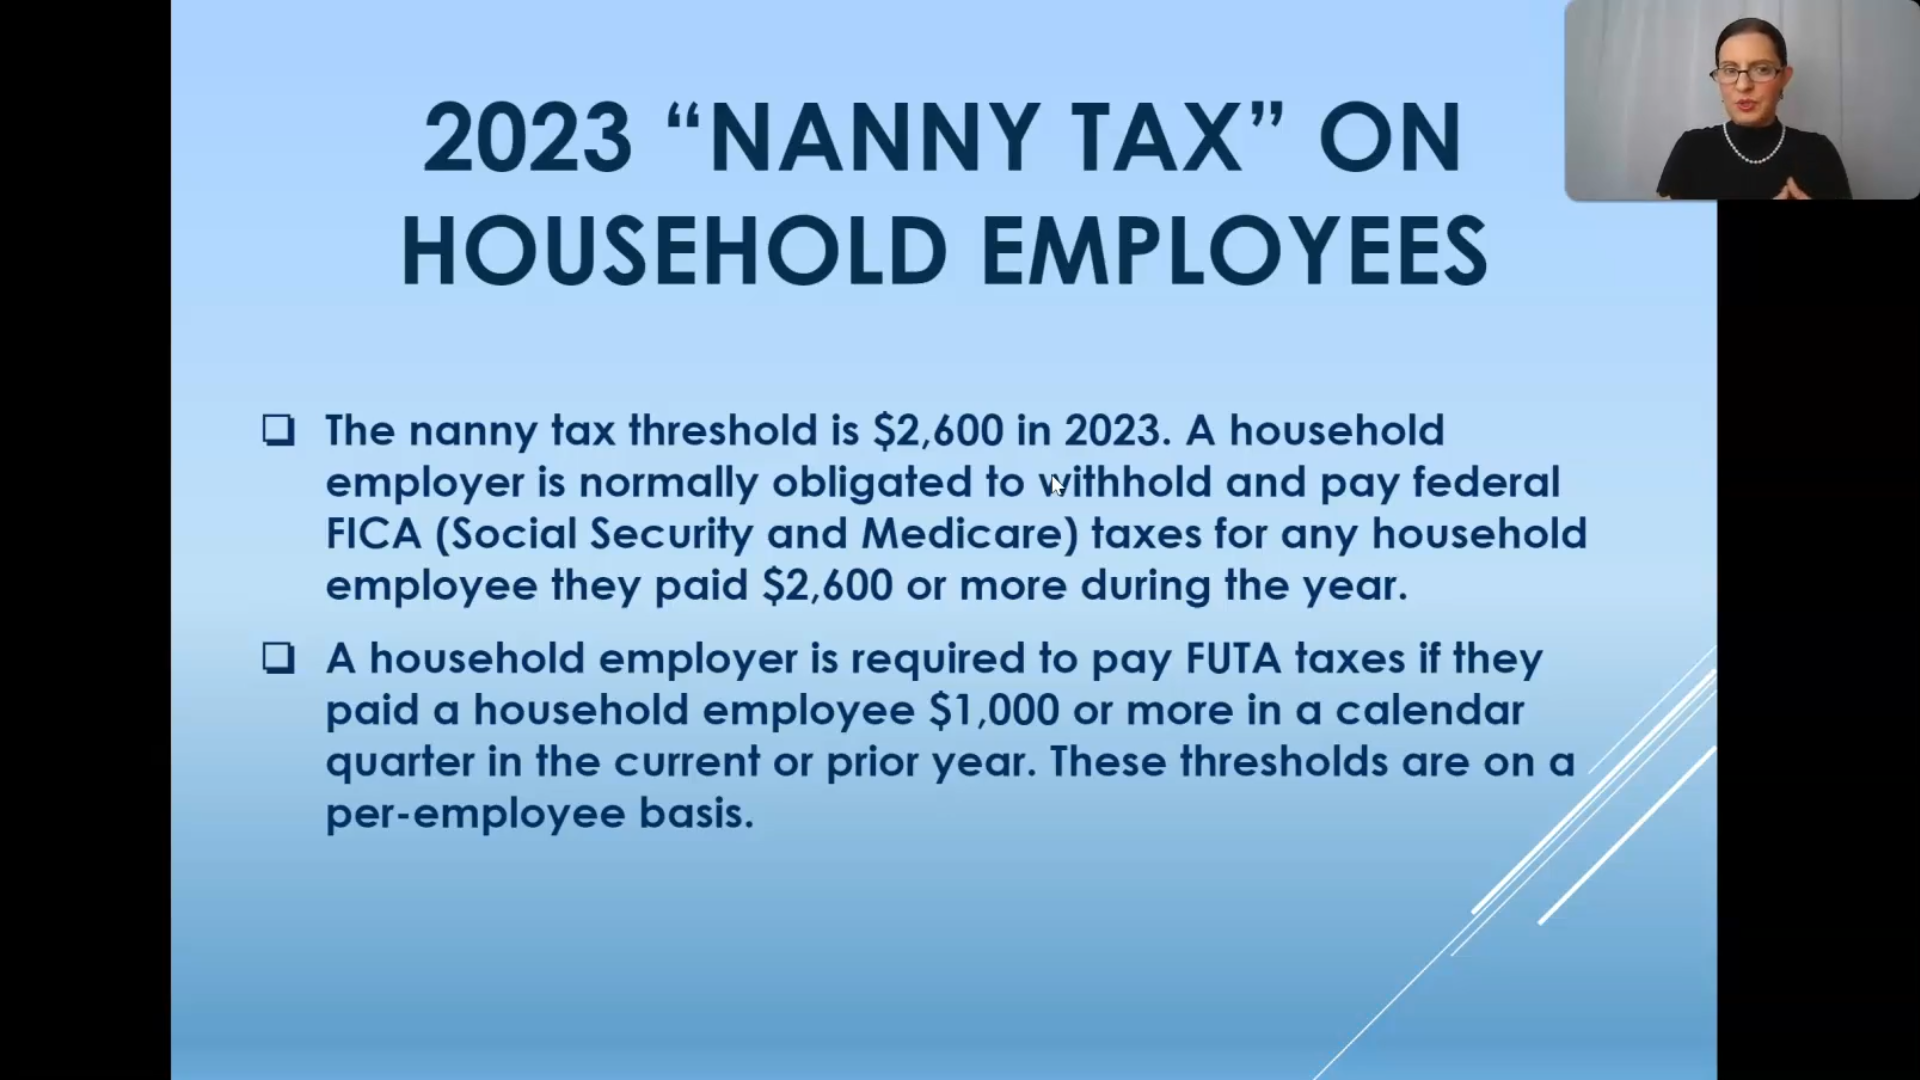 2023 “NANNY TAX” ON
HOUSEHOLD EMPLOYEES
The nanny tax threshold is $2,600 in 2023. A household
employer is normally obligated to withhold and pay federal
FICA (Social Security and Medicare) taxes for any household
employee they paid $2,600 or more during the year.
A household employer is required to pay FUTA taxes if they
paid a household employee $1,000 or more in a calendar
quarter in the current or prior year. These thresholds are on a
per-employee basis.